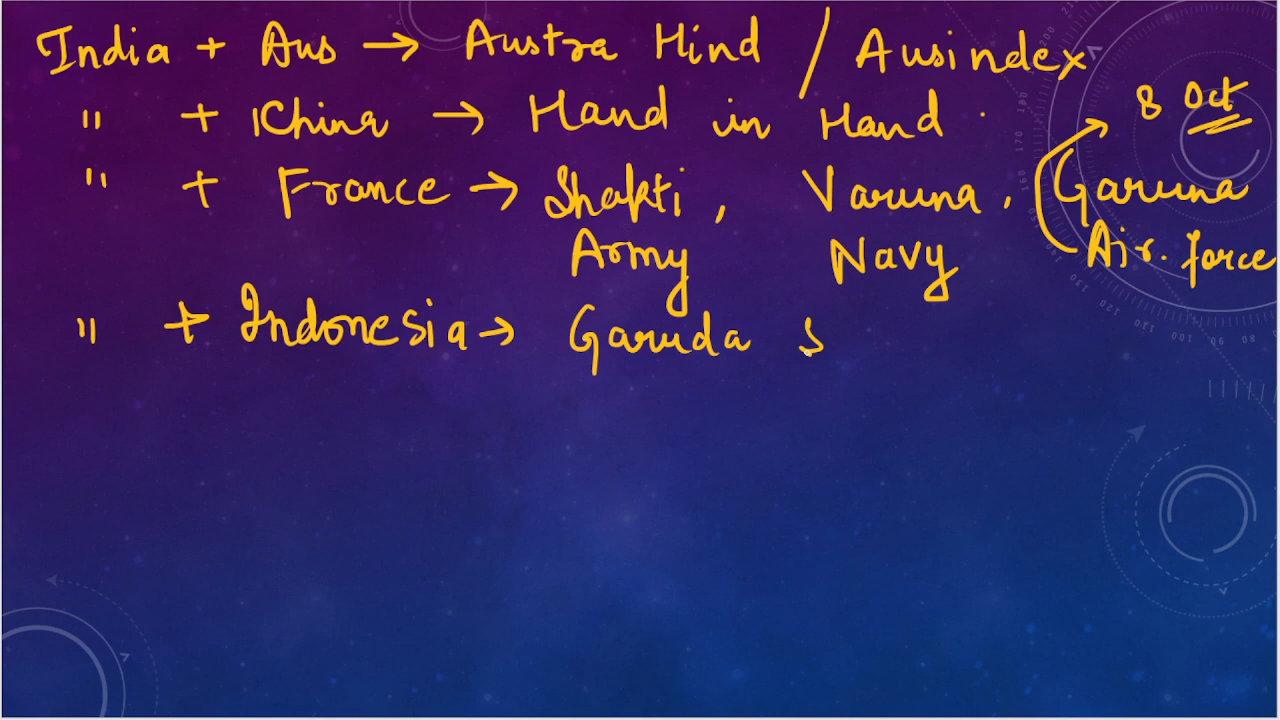 India + Aus → Austra Hind / Ausindex
" + China → Hand in Hand
8 Oct
" + France → Shakti, Varuna, Garuna
Army Navy Air force
" + Indonesia → Garuda S